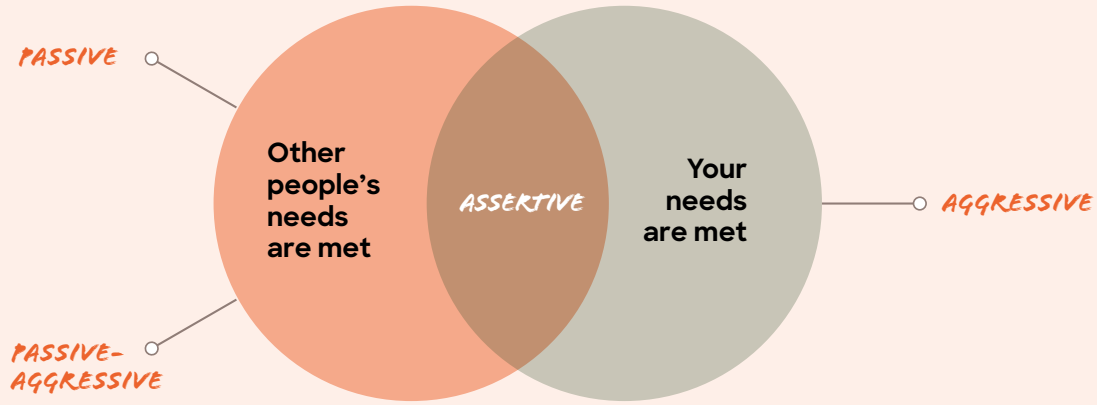 PASSIVE
Other
people’s
needs
are met
ASSERTIVE
Your
needs
are met
AGGRESSIVE
PASSIVE-
AGGRESSIVE